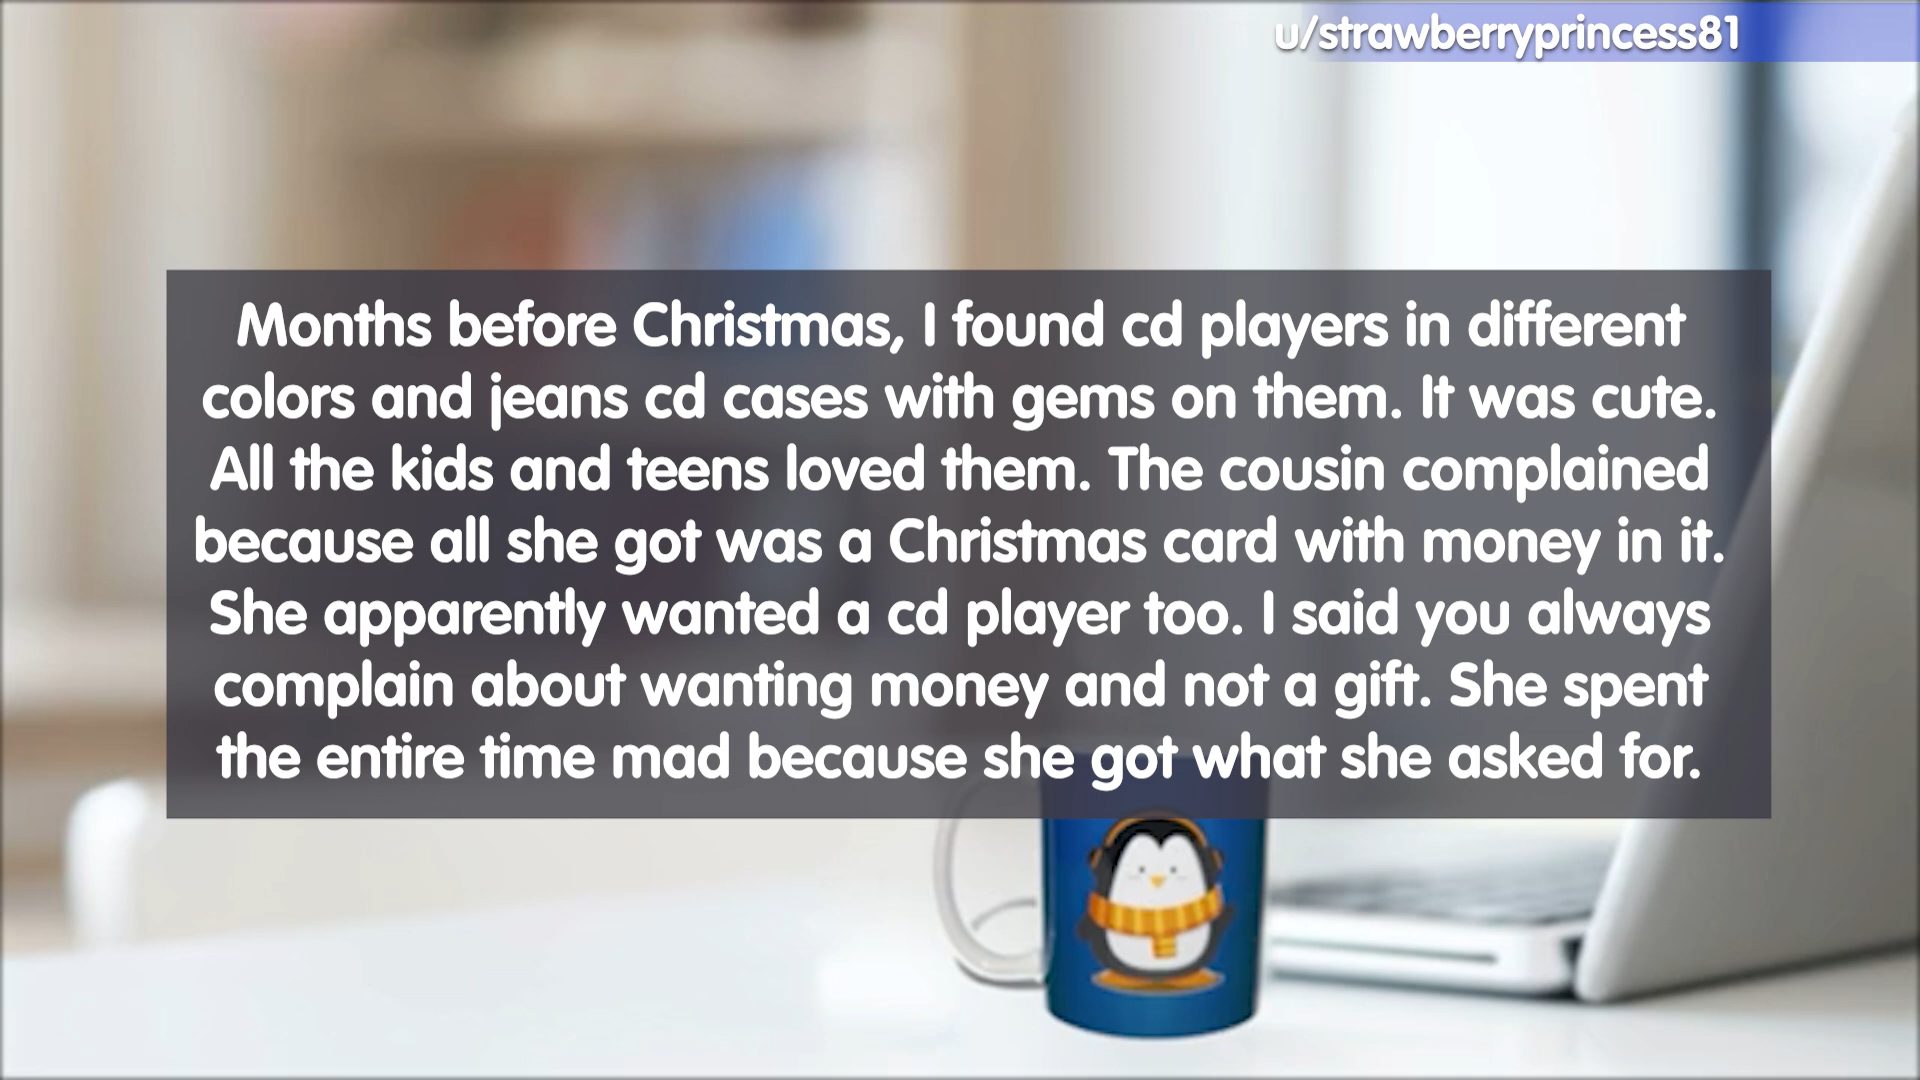 u/strawberryprincess81
Months before Christmas, I found cd players in different
colors and jeans cd cases with gems on them. It was cute.
All the kids and teens loved them. The cousin complained
because all she got was a Christmas card with money in it.
She apparently wanted a cd player too. I said you always
complain about wanting money and not a gift. She spent
the entire time mad because she got what she asked for.